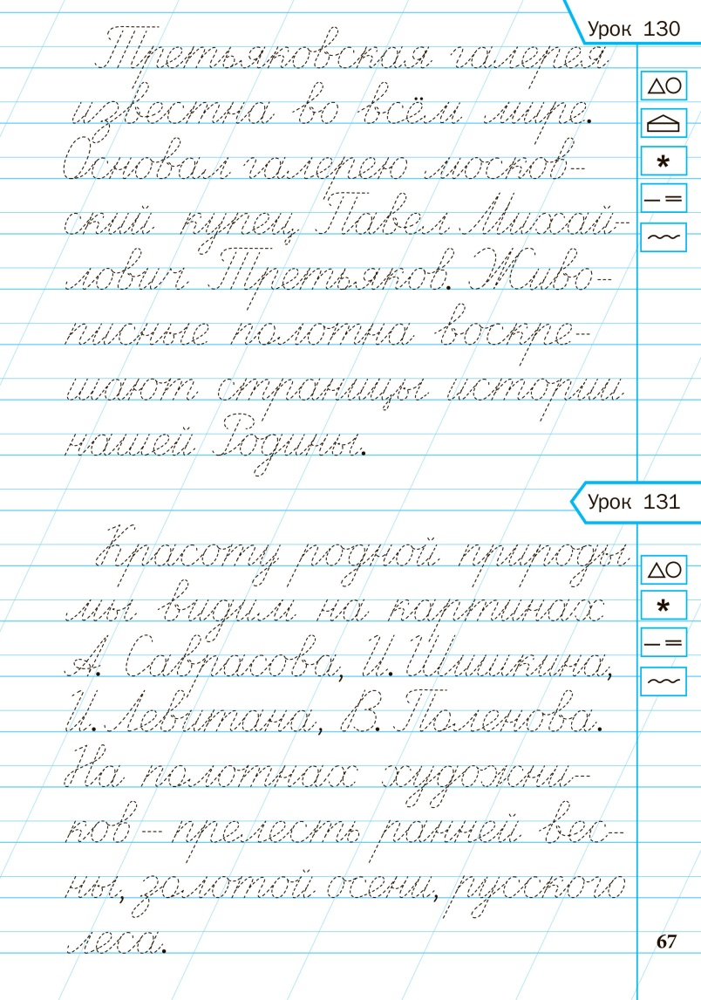 Урок 130
Третьяковская галерея
известна во всём мире.
Основал галерею москов-
ский купец Павел Михай-
лович Третьяков. Живо-
писные полотна воскре-
шают страницы истории
нашей Родины.
Урок 131
Красоту родной природы
мы видим на картинах
А. Саврасова, И. Шишкина,
И. Левитана, В. Поленова.
На полотнах художни-
ков — прелесть ранней вес-
ны, золотой осени, русского
леса.
67